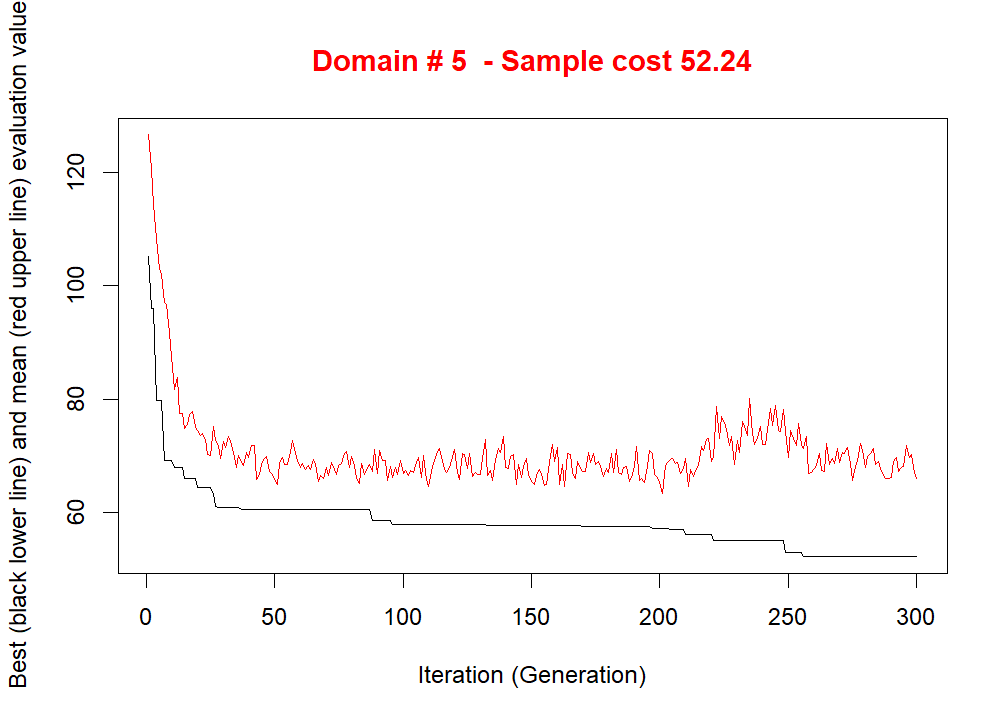 Domain # 5  - Sample cost 52.24
Best (black lower line) and mean (red upper line) evaluation value
120
100
80
60
0 50 100 150 200 250 300
Iteration (Generation)